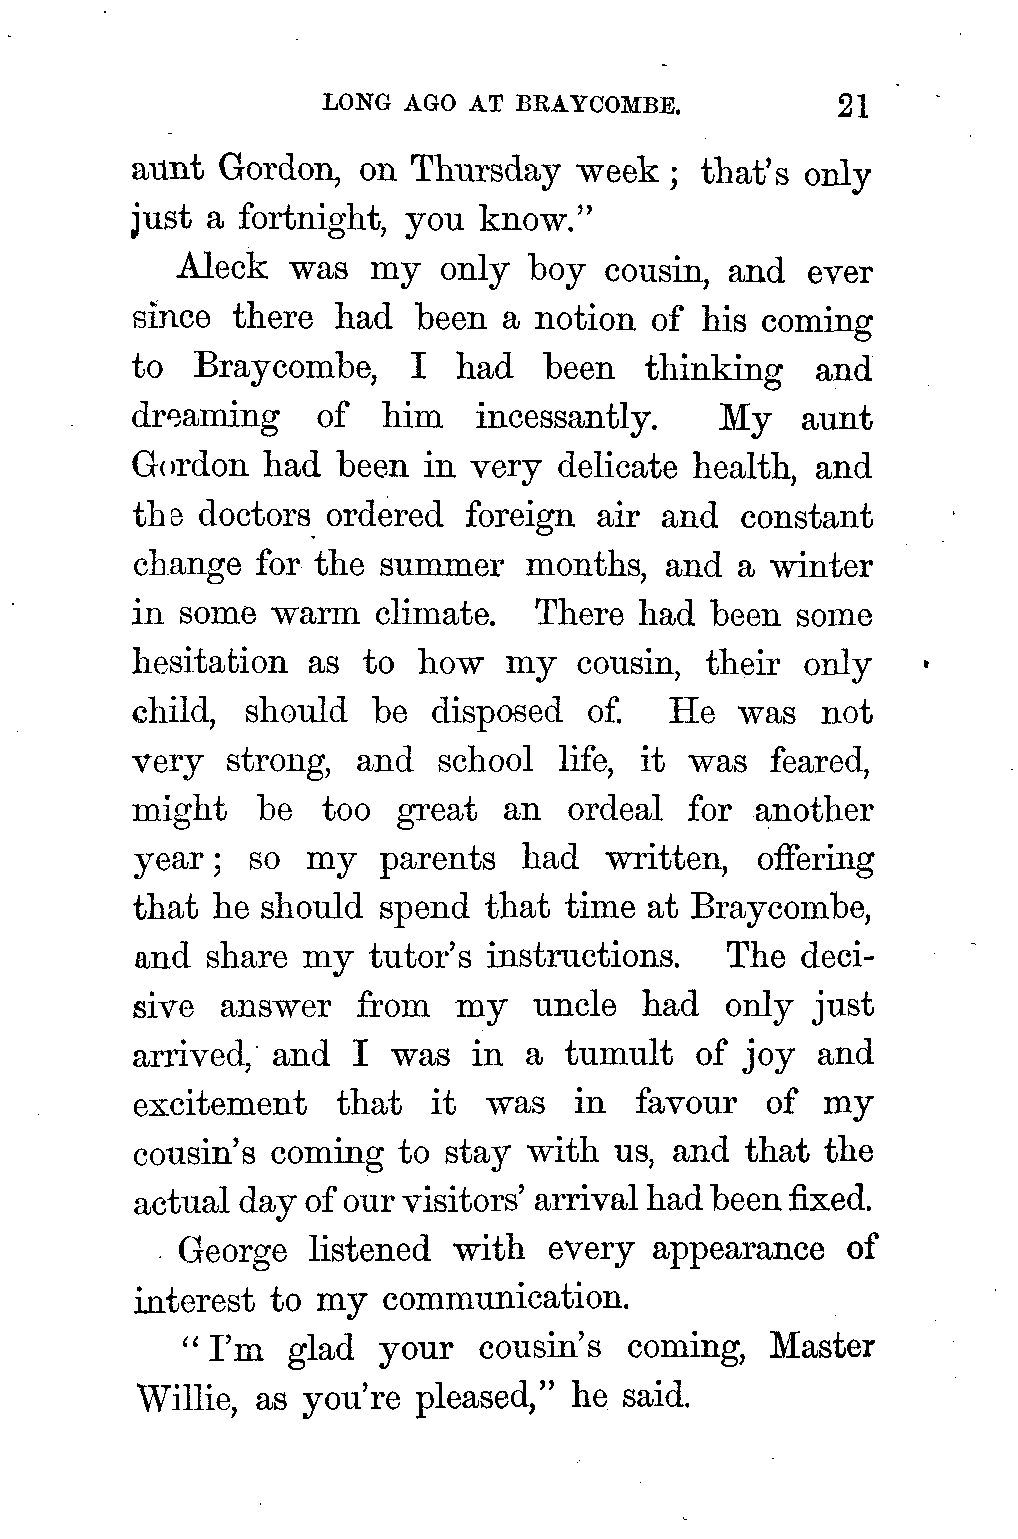 LONG AGO AT BRAYCOMBE. 21
aunt Gordon, on Thursday week ; that's only
just a fortnight, you know."
Aleck was my only boy cousin, and ever
since there had been a notion of his coming
to Braycombe, I had been thinking and
dreaming of him incessantly. My aunt
Gordon had been in very delicate health, and
the doctors ordered foreign air and constant
change for the summer months, and a winter
in some warm climate. There had been some
hesitation as to how my cousin, their only
child, should be disposed of. He was not
very strong, and school life, it was feared,
might be too great an ordeal for another
year ; so my parents had written, offering
that he should spend that time at Braycombe,
and share my tutor's instructions. The deci-
sive answer from my uncle had only just
arrived, and I was in a tumult of joy and
excitement that it was in favour of my
cousin's coming to stay with us, and that the
actual day of our visitors' arrival had been fixed.
George listened with every appearance of
interest to my communication.
"I'm glad your cousin's coming, Master
Willie, as you're pleased," he said.